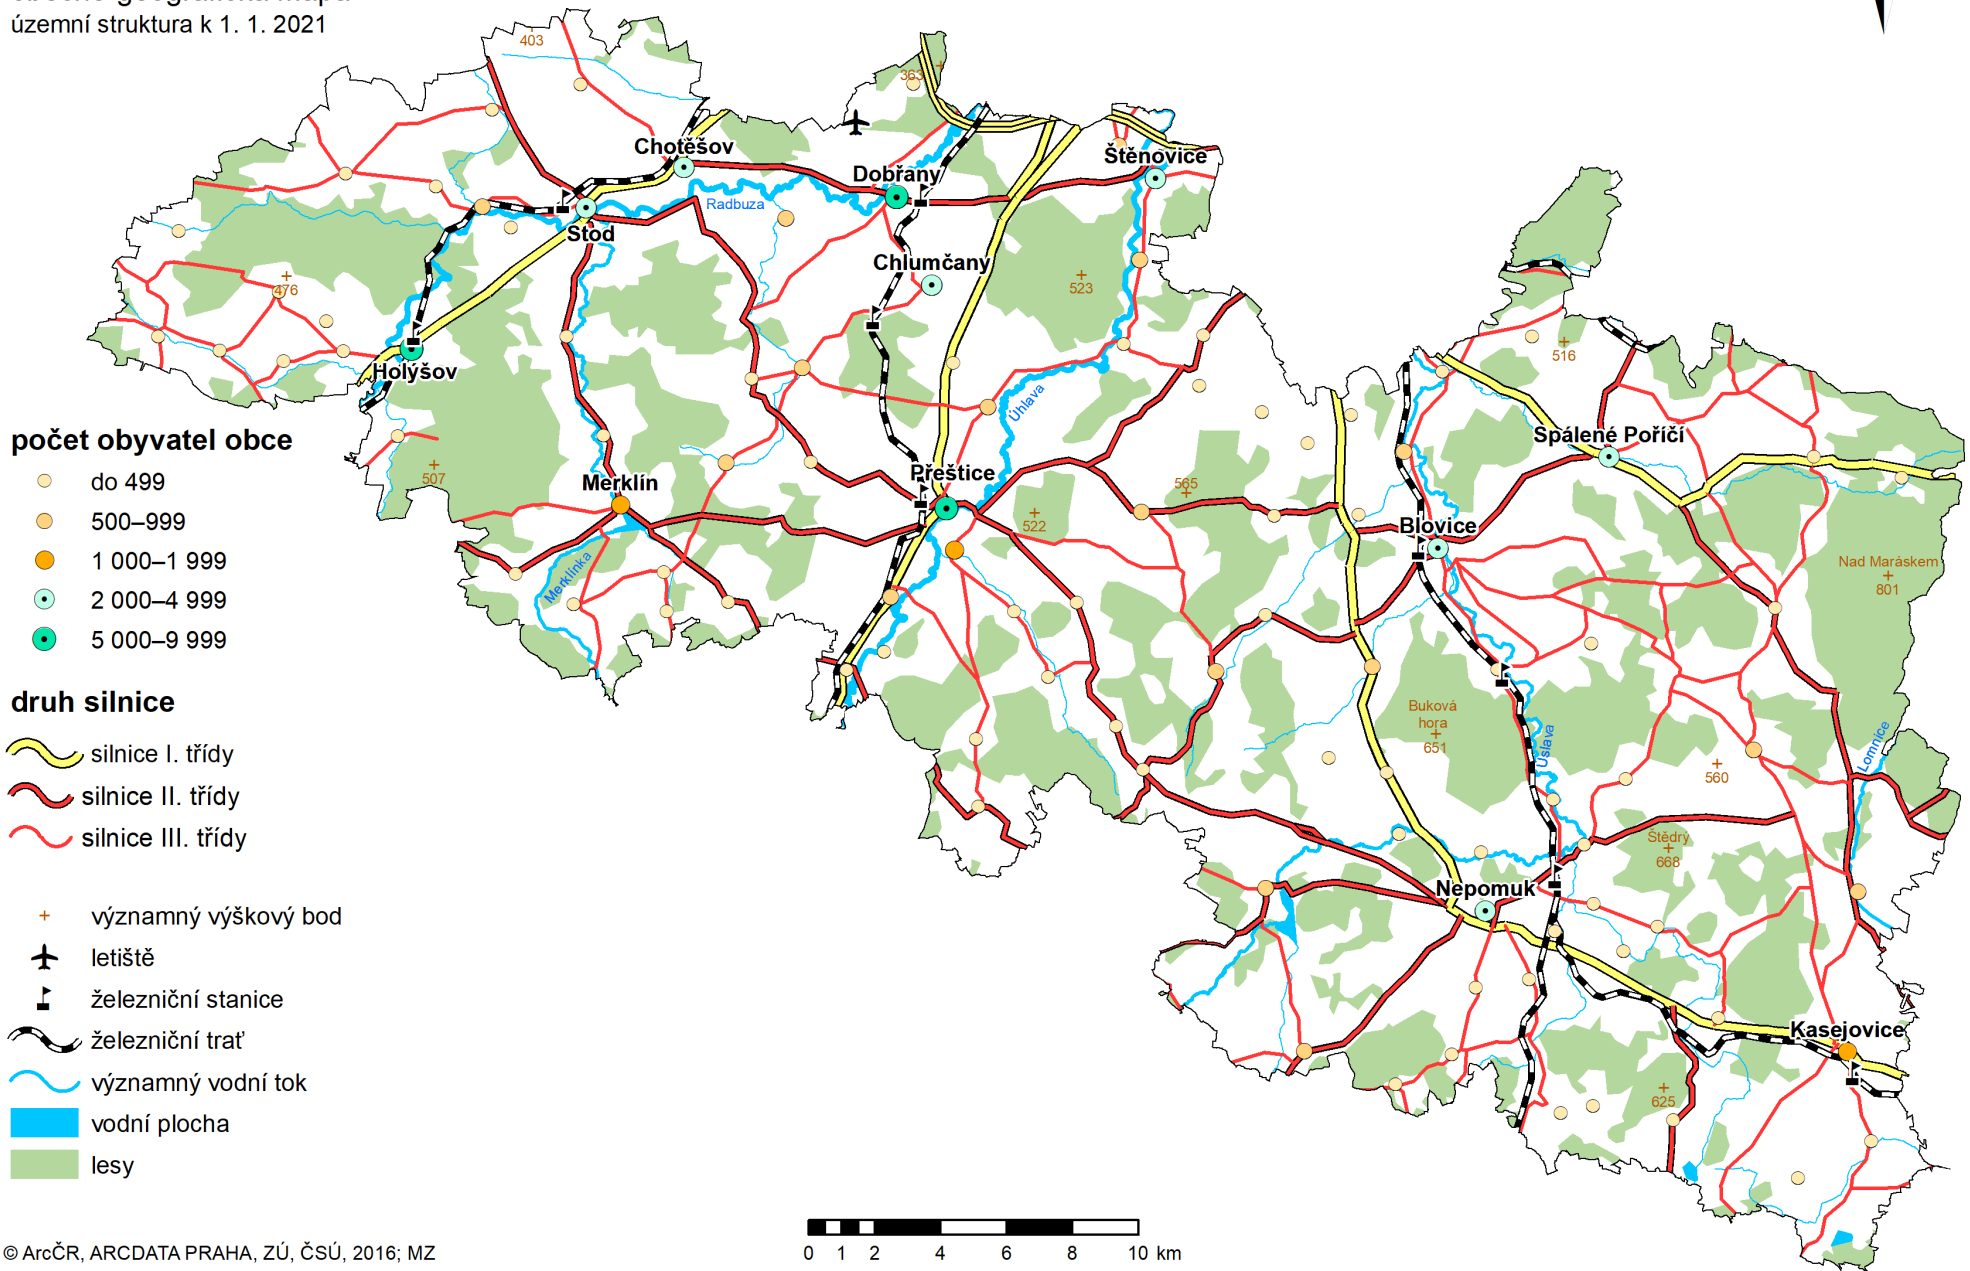 obecně-geografická mapa
územní struktura k 1. 1. 2021
403
363
Chotěšov
Dobřany
Štěnovice
Radbuza
Stod
Chlumčany
476
523
516
Holýšov
Úhlava
počet obyvatel obce
do 499
500–999
1 000–1 999
2 000–4 999
5 000–9 999
507
Merklín
Přeštice
565
522
Spálené Poříčí
Blovice
Merklínka
Nad Maráskem
801
druh silnice
silnice I. třídy
silnice II. třídy
silnice III. třídy
Buková
hora
651
Úslava
Lomnice
560
Štědrý
668
Nepomuk
významný výškový bod
letiště
železniční stanice
železniční trať
významný vodní tok
vodní plocha
lesy
Kasejovice
625
0 1 2 4 6 8 10 km
© ArcČR, ARCDATA PRAHA, ZÚ, ČSÚ, 2016; MZ